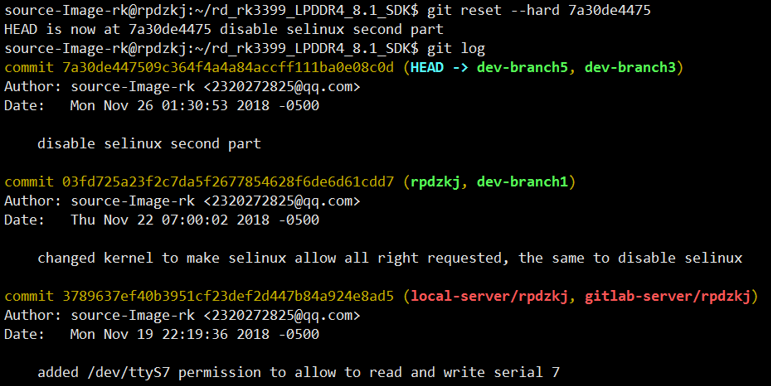 source-Image-rk@rpdzkj:~/rd_rk3399_LPDDR4_8.1_SDK$ git reset --hard 7a30de4475
HEAD is now at 7a30de4475 disable selinux second part
source-Image-rk@rpdzkj:~/rd_rk3399_LPDDR4_8.1_SDK$ git log
commit 7a30de447509c364f4a4a84accff111ba0e08c0d (HEAD -> dev-branch5, dev-branch3)
Author: source-Image-rk <2320272825@qq.com>
Date:   Mon Nov 26 01:30:53 2018 -0500
    disable selinux second part
commit 03fd725a23f2c7da5f2677854628f6de6d61cdd7 (rpdzkj, dev-branch1)
Author: source-Image-rk <2320272825@qq.com>
Date:   Thu Nov 22 07:00:02 2018 -0500
    changed kernel to make selinux allow all right requested, the same to disable selinux
commit 3789637ef40b3951cf23def2d447b84a924e8ad5 (local-server/rpdzkj, gitlab-server/rpdzkj)
Author: source-Image-rk <2320272825@qq.com>
Date:   Mon Nov 19 22:19:36 2018 -0500
    added /dev/ttyS7 permission to allow to read and write serial 7